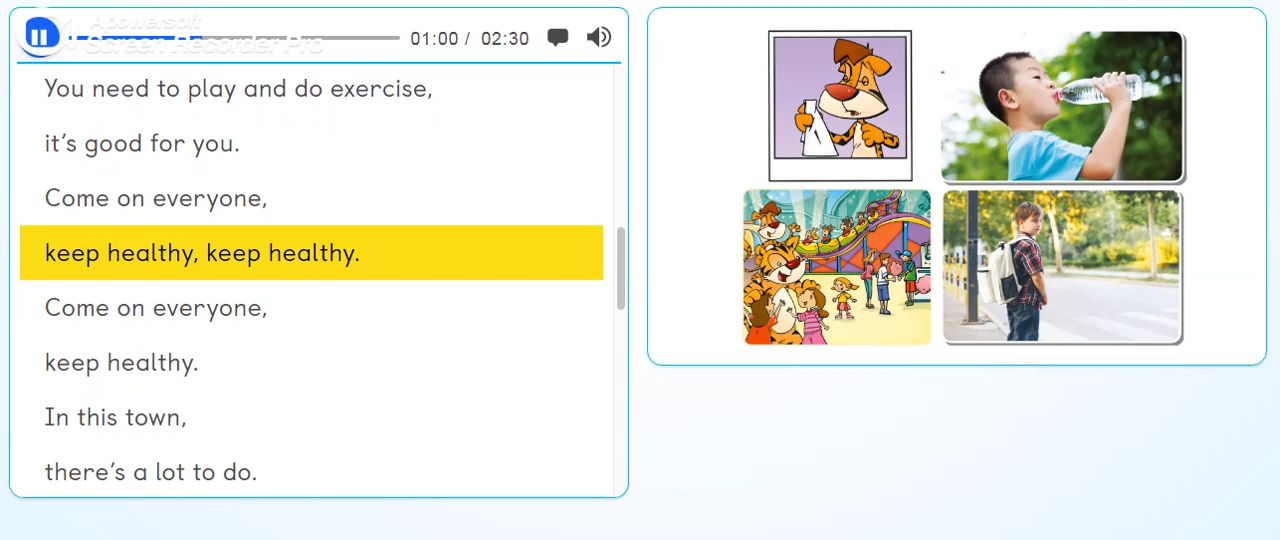 Apowersoft
Screen Recorder Pro
01:00 / 02:30
You need to play and do exercise,
it's good for you.
Come on everyone,
keep healthy, keep healthy.
Come on everyone,
keep healthy.
In this town,
there's a lot to do.